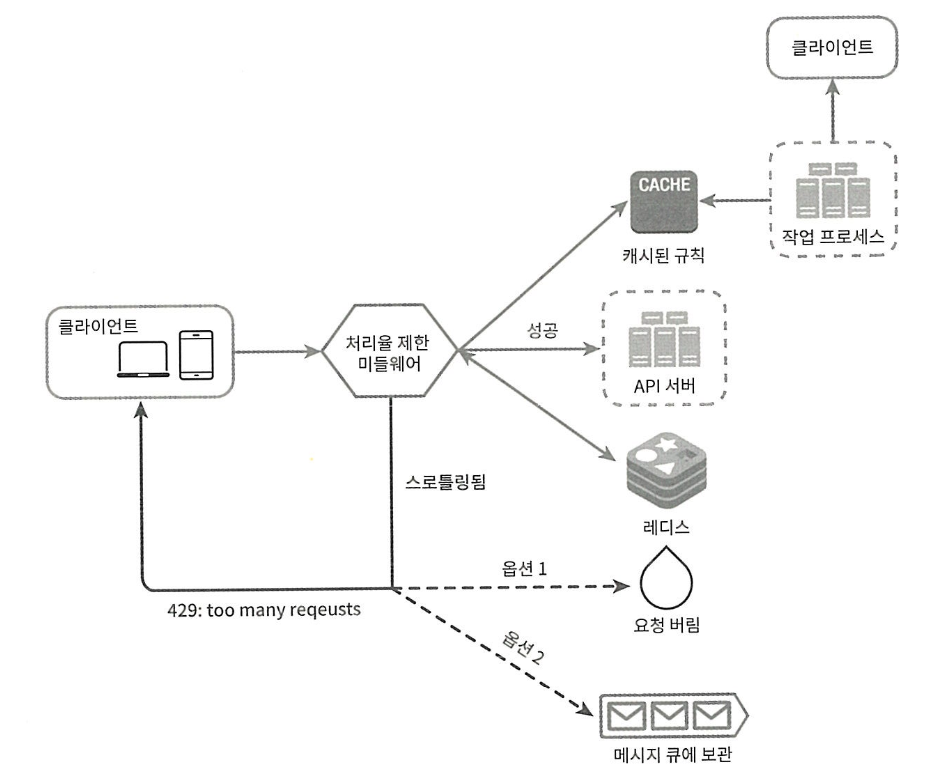 클라이언트
CACHE
캐시된 규칙
작업 프로세스
클라이언트
처리율 제한
미들웨어
성공
API 서버
스로틀링됨
레디스
옵션 1
요청 버림
429: too many reqeusts
옵션 2
메시지 큐에 보관